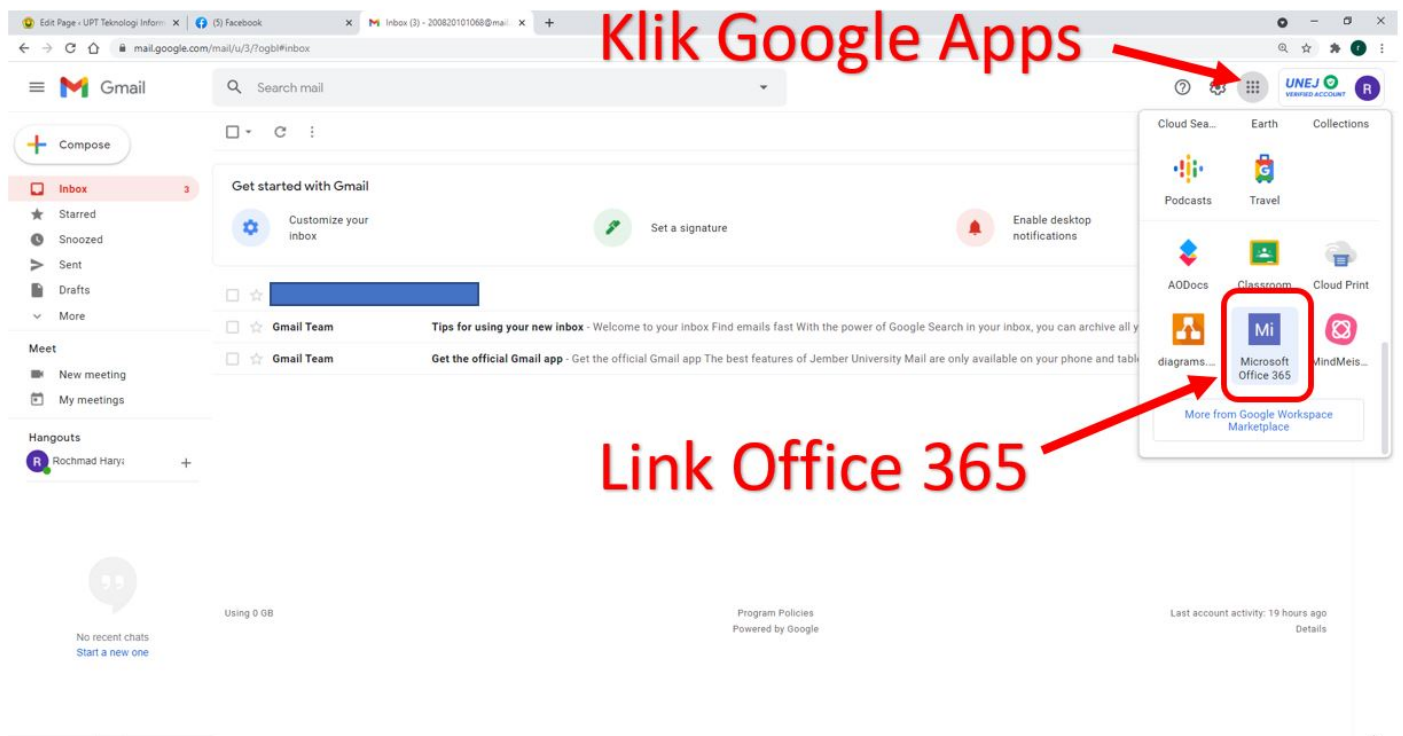 Edit Page ‹ UPT Teknologi Inform
(5) Facebook
Inbox (3) - 200820101068@mail.
mail.google.com/mail/u/3/?ogbl#inbox
Klik Google Apps
Gmail
Search mail
UNEJ
VERIFIED ACCOUNT
R
Compose
Inbox 3
Starred
Snoozed
Sent
Drafts
More
Meet
New meeting
My meetings
Hangouts
R Rochmad Harya
No recent chats
Start a new one
Get started with Gmail
Customize your
inbox
Set a signature
Enable desktop
notifications
Gmail Team Tips for using your new inbox - Welcome to your inbox Find emails fast With the power of Google Search in your inbox, you can archive all y
Gmail Team Get the official Gmail app - Get the official Gmail app The best features of Jember University Mail are only available on your phone and table
Cloud Sea... Earth Collections
Podcasts Travel
AODocs Classroom Cloud Print
Mi
diagrams.... Microsoft Office 365 MindMeis...
More from Google Workspace
Marketplace
Link Office 365
Using 0 GB
Program Policies
Powered by Google
Last account activity: 19 hours ago
Details